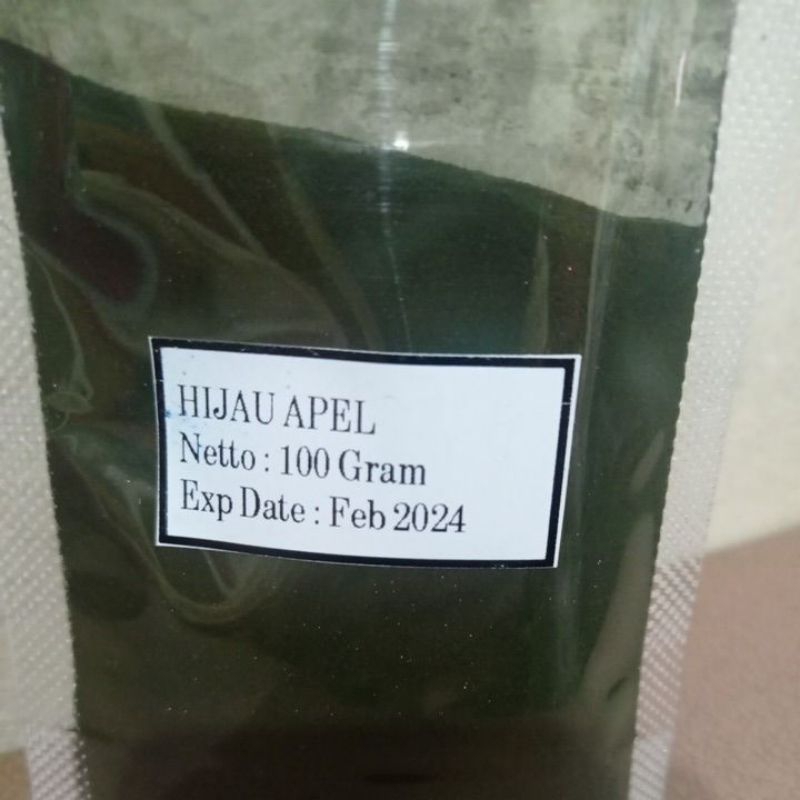 HIJAU APEL
Netto : 100 Gram
Exp Date : Feb 2024